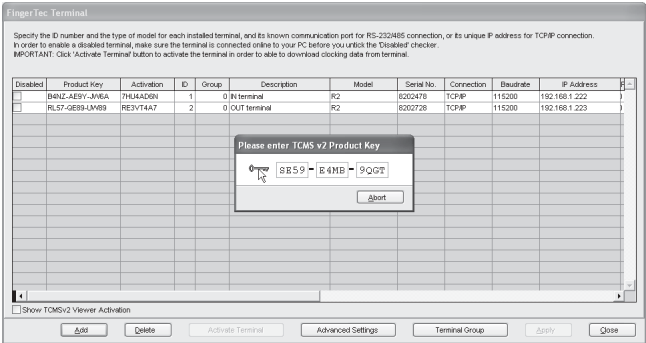 FingerTec Terminal
Specify the ID number and the type of model for each installed terminal, and its known communication port for RS-232/485 connection, or its unique IP address for TCP/IP connection.
In order to enable a disabled terminal, make sure the terminal is connected online to your PC before you untick the 'Disabled' checker.
IMPORTANT: Click 'Activate Terminal' button to activate the terminal in order to able to download clocking data from terminal.
Disabled Product Key Activation ID Group Description Model Serial No. Connection Baudrate IP Address
B4NZ-AE9Y-JW6A 7HU4AD6N 1 0 IN terminal R2 8202478 TCP/IP 115200 192.168.1.222
RL57-QE89-UW89 RE3VT4A7 2 0 OUT terminal R2 8202728 TCP/IP 115200 192.168.1.223
Please enter TCMS v2 Product Key
SE59 - E4MB - 9QGT
Abort
Show TCMSv2 Viewer Activation
Add Delete Activate Terminal Advanced Settings Terminal Group Apply Close